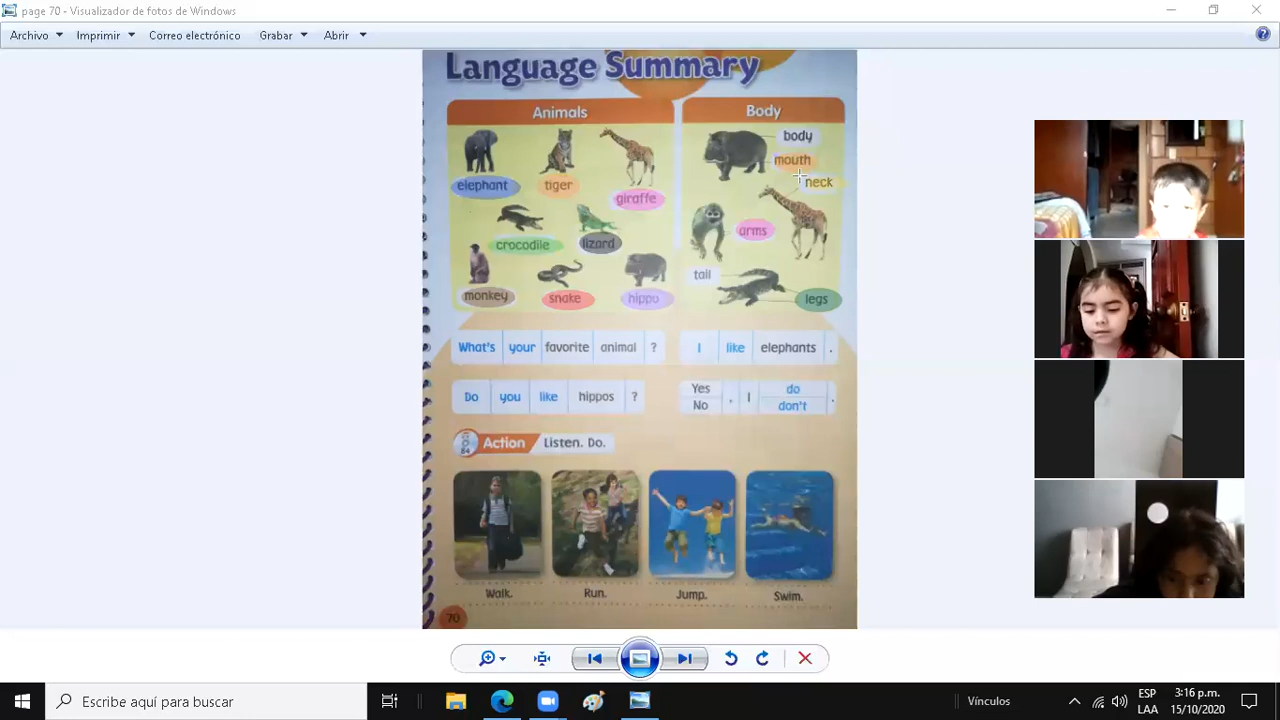 page 70 - Visualizador de fotos de Windows
Archivo Imprimir Correo electrónico Grabar Abrir
Language Summary
Animals Body
body
mouth
elephant tiger neck
giraffe
arms
crocodile lizard
tail
monkey snake hippo legs
What's your favorite animal ? I like elephants .
Do you like hippos ? Yes No , I do don't .
64
Action Listen. Do.
Walk. Run. Jump. Swim.
70
Escribe aquí para buscar Vínculos ESP LAA 3:16 p.m. 15/10/2020